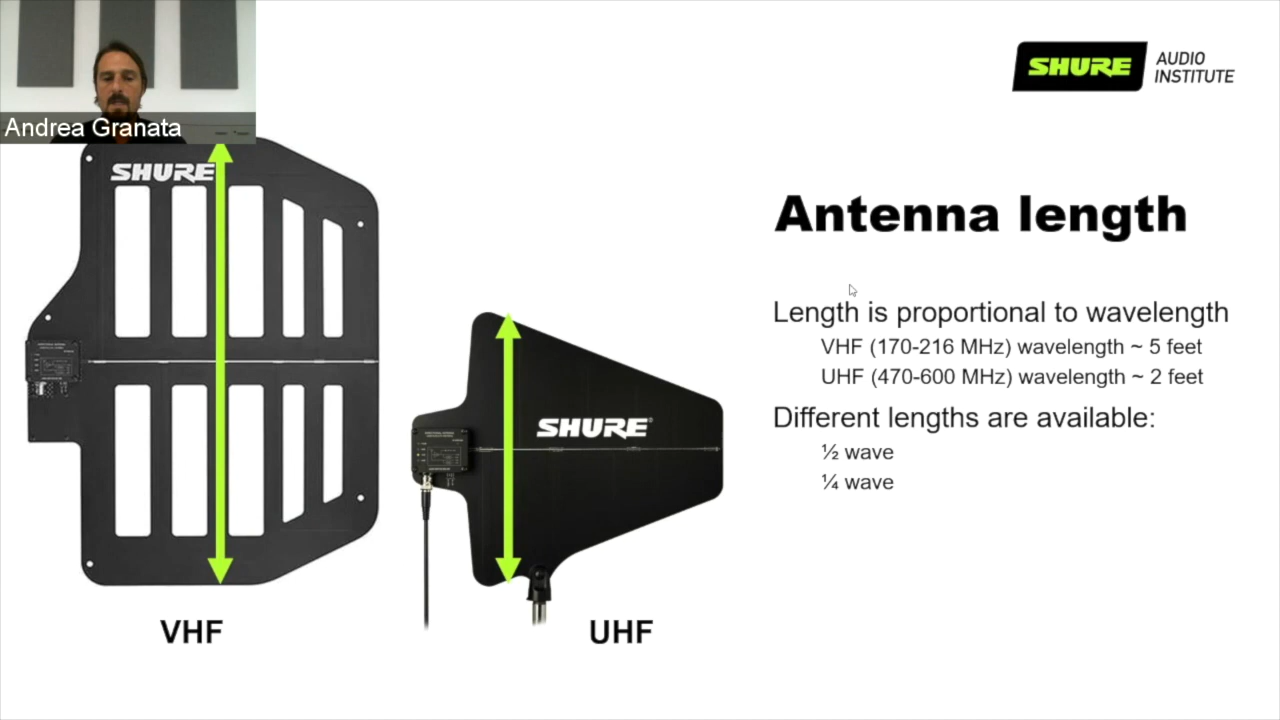 Andrea Granata
SHURE
AUDIO
INSTITUTE
SHURE
Antenna length
Length is proportional to wavelength
VHF (170-216 MHz) wavelength ~ 5 feet
UHF (470-600 MHz) wavelength ~ 2 feet
Different lengths are available:
½ wave
¼ wave
SHURE
VHF
UHF